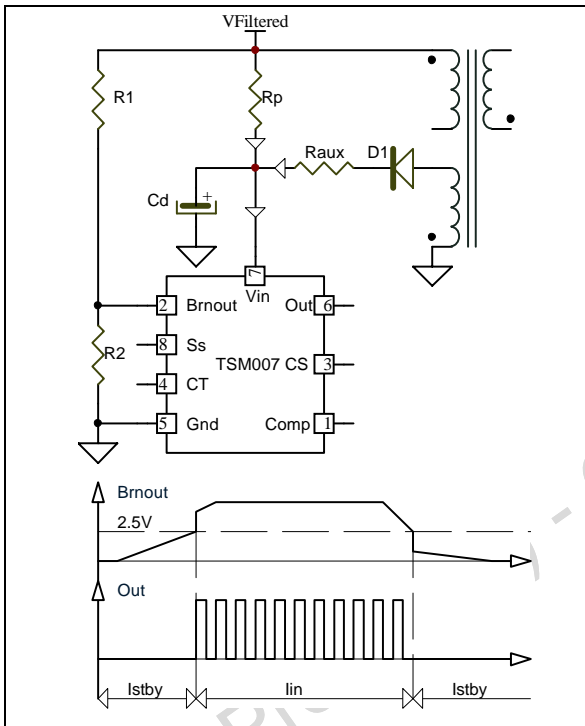 VFiltered
R1
Rp
Raux
D1
Cd
+
7
Vin
2 Brnout
Out 6
8 Ss
TSM007 CS 3
R2
4 CT
5 Gnd
Comp 1
Brnout
2.5V
Out
Istby
Iin
Istby